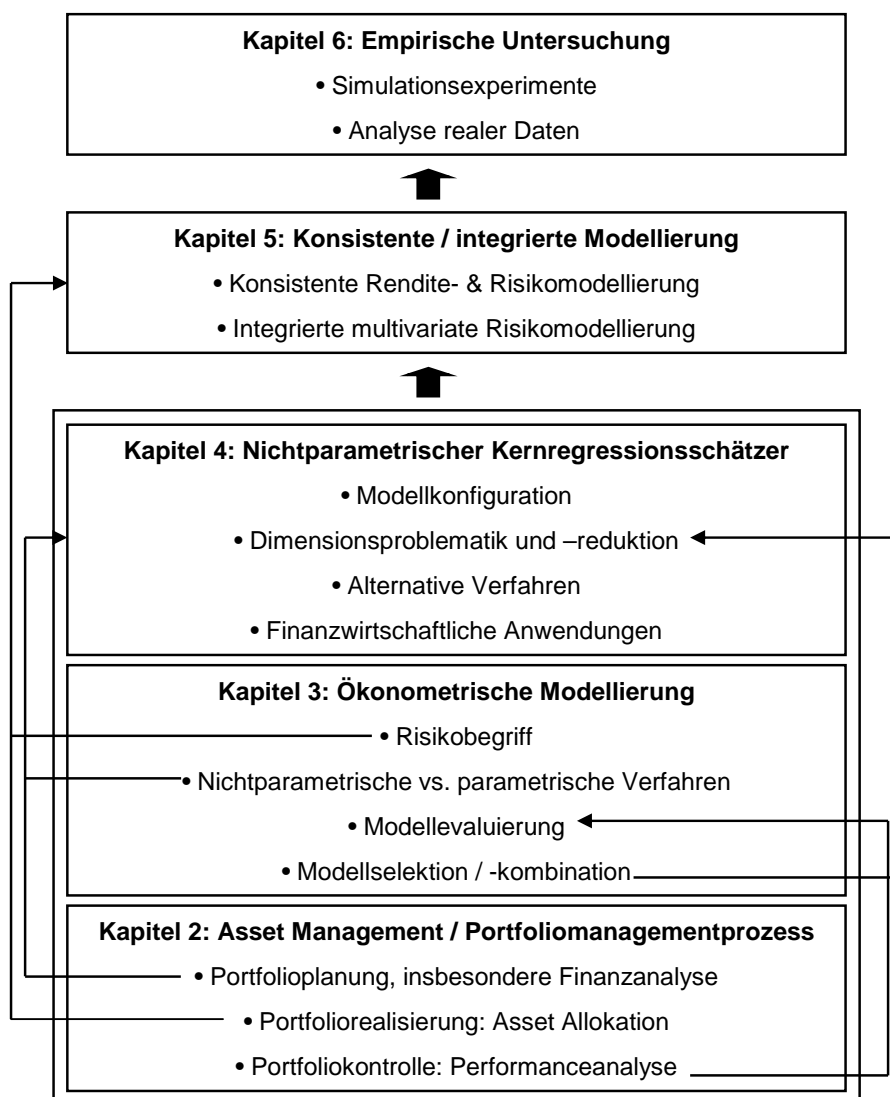 Kapitel 6: Empirische Untersuchung
• Simulationsexperimente
• Analyse realer Daten
Kapitel 5: Konsistente / integrierte Modellierung
• Konsistente Rendite- & Risikomodellierung
• Integrierte multivariate Risikomodellierung
Kapitel 4: Nichtparametrischer Kernregressionsschätzer
• Modellkonfiguration
• Dimensionsproblematik und –reduktion
• Alternative Verfahren
• Finanzwirtschaftliche Anwendungen
Kapitel 3: Ökonometrische Modellierung
• Risikobegriff
• Nichtparametrische vs. parametrische Verfahren
• Modellevaluierung
• Modellselektion / -kombination
Kapitel 2: Asset Management / Portfoliomanagementprozess
• Portfolioplanung, insbesondere Finanzanalyse
• Portfoliorealisierung: Asset Allokation
• Portfoliokontrolle: Performanceanalyse